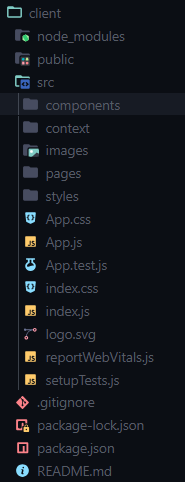 client
node_modules
public
src
components
context
images
pages
styles
App.css
App.js
App.test.js
index.css
index.js
logo.svg
reportWebVitals.js
setupTests.js
.gitignore
package-lock.json
package.json
README.md